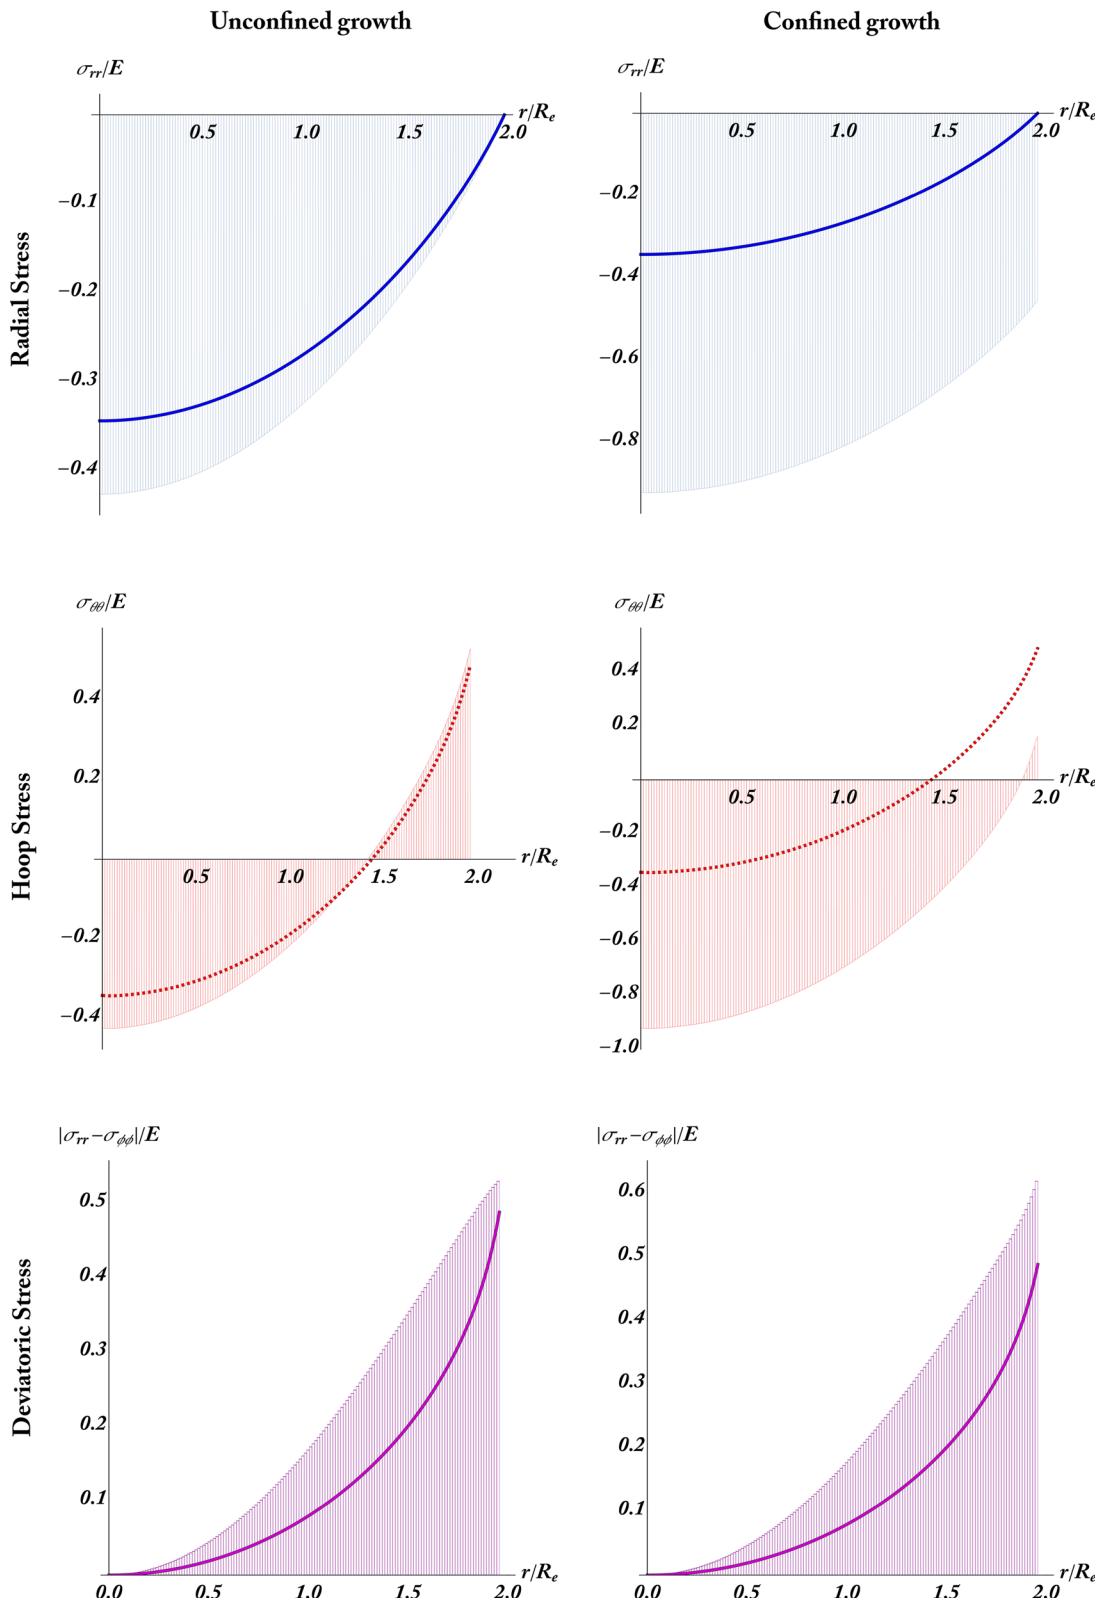 Unconfined growth
Confined growth
Radial Stress
σrr/E
r/Re
0.5 1.0 1.5 2.0
−0.1
−0.2
−0.3
−0.4
σrr/E
r/Re
0.5 1.0 1.5 2.0
−0.2
−0.4
−0.6
−0.8
Hoop Stress
σθθ/E
0.4
0.2
r/Re
0.5 1.0 1.5 2.0
−0.2
−0.4
σθθ/E
0.4
0.2
r/Re
0.5 1.0 1.5 2.0
−0.2
−0.4
−0.6
−0.8
−1.0
Deviatoric Stress
|σrr−σϕϕ|/E
0.5
0.4
0.3
0.2
0.1
r/Re
0.0 0.5 1.0 1.5 2.0
|σrr−σϕϕ|/E
0.6
0.5
0.4
0.3
0.2
0.1
r/Re
0.0 0.5 1.0 1.5 2.0